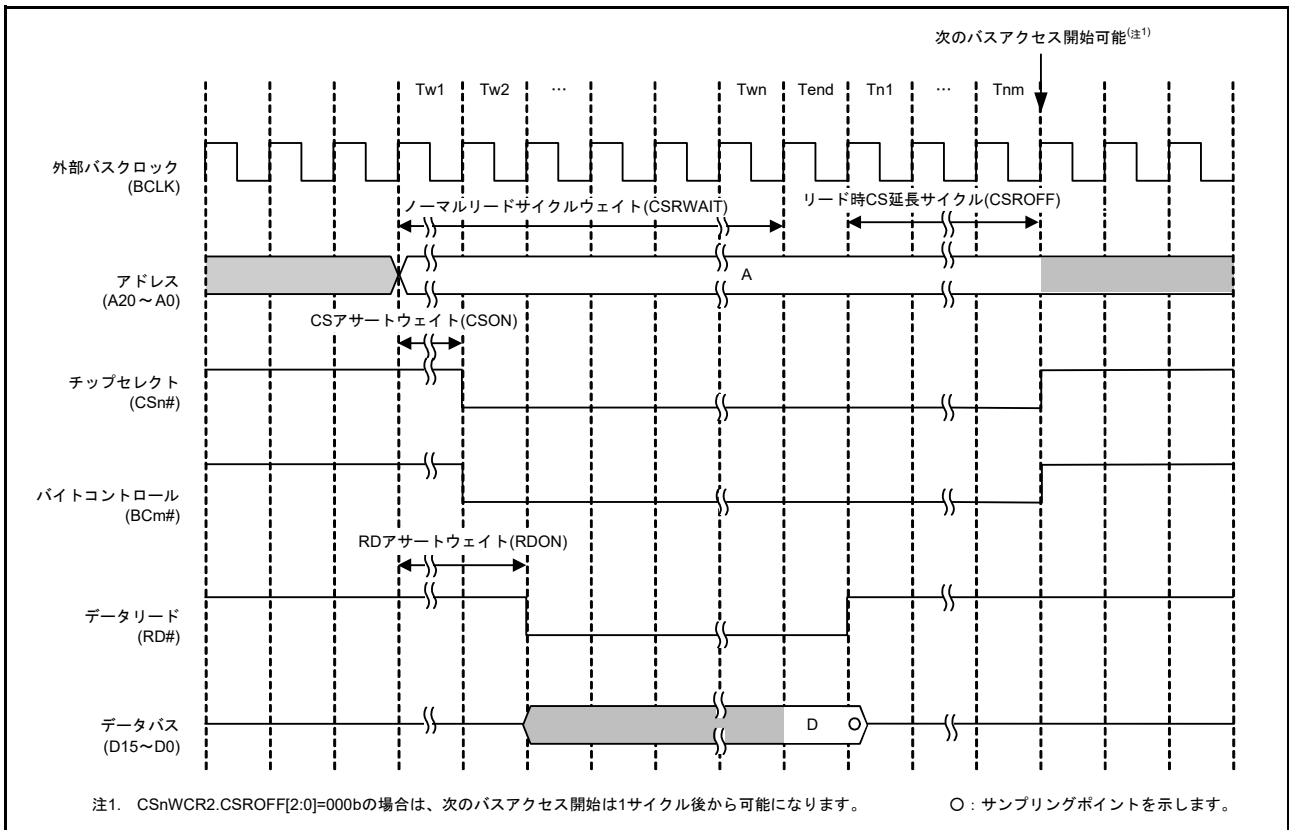 次のバスアクセス開始可能(注1)
Tw1 Tw2 … Twn Tend Tn1 … Tnm
外部バスクロック
(BCLK)
ノーマルリードサイクルウェイト(CSRWAIT)
リード時CS延長サイクル(CSROFF)
アドレス
(A20～A0)
A
CSアサートウェイト(CSON)
チップセレクト
(CSn#)
バイトコントロール
(BCm#)
RDアサートウェイト(RDON)
データリード
(RD#)
データバス
(D15～D0)
D
注1. CSnWCR2.CSROFF[2:0]=000bの場合は、次のバスアクセス開始は1サイクル後から可能になります。
○：サンプリングポイントを示します。